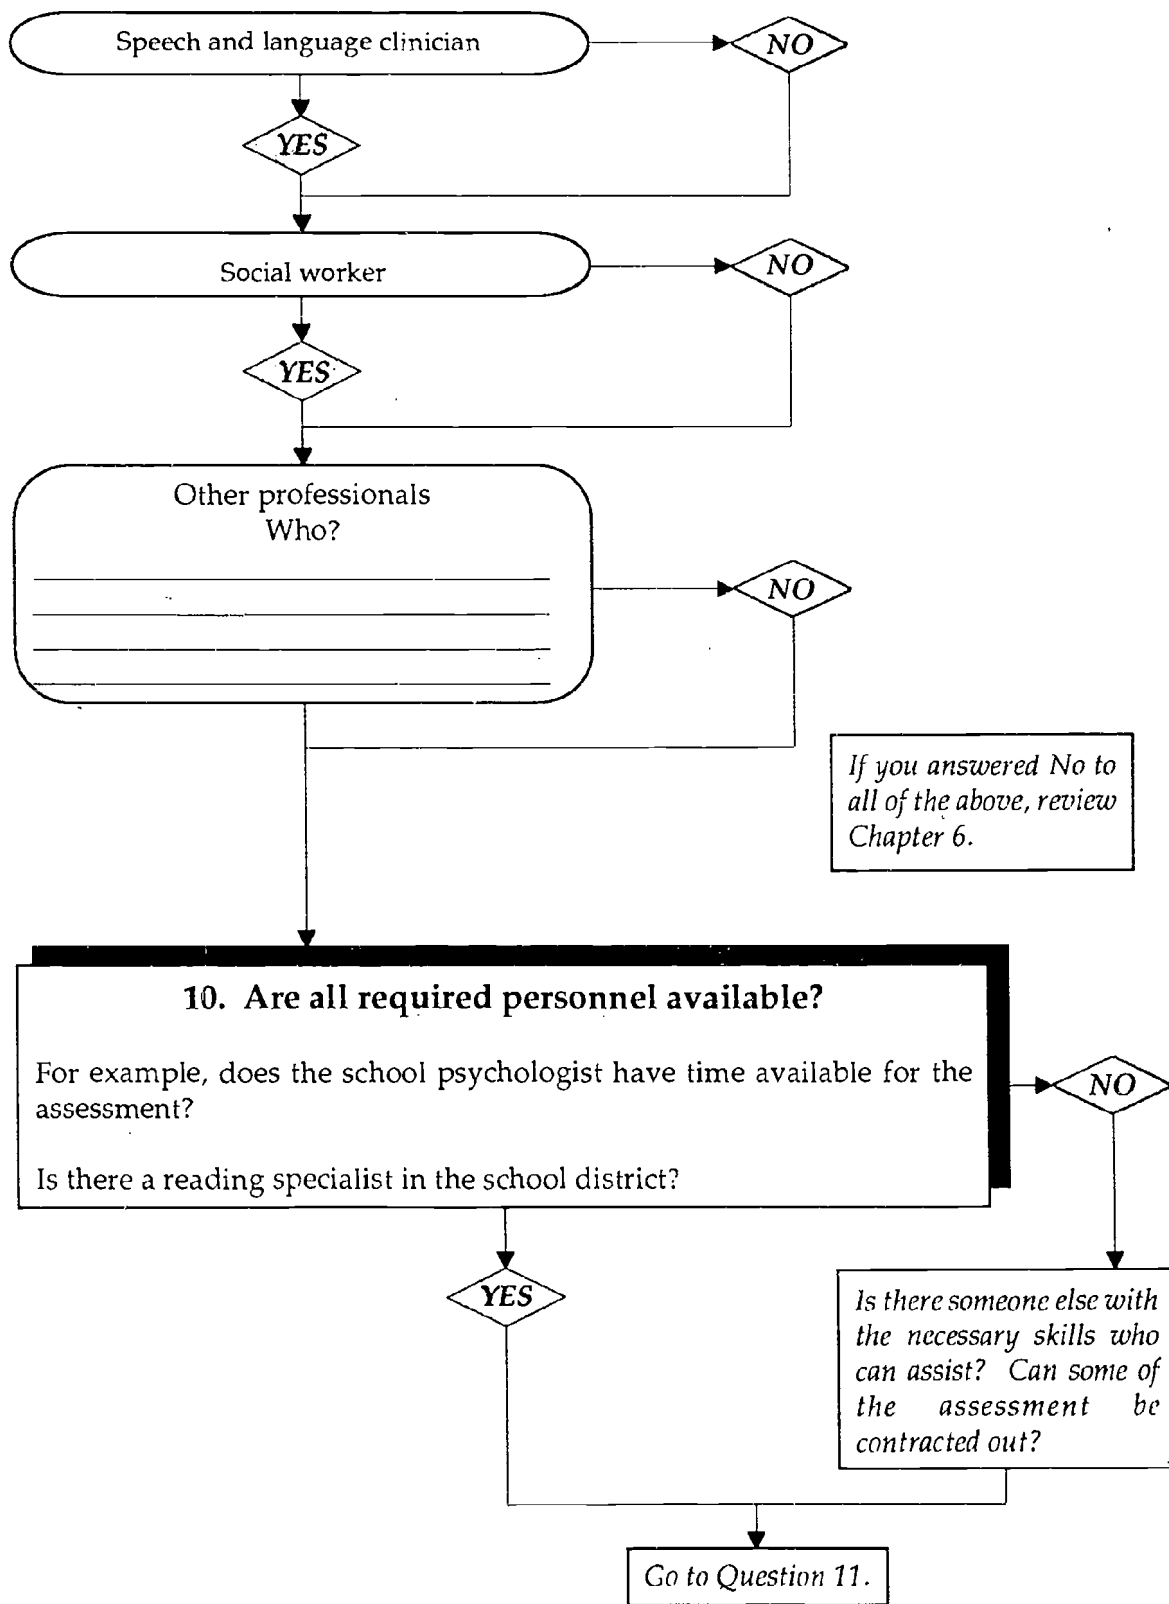 Speech and language clinician
NO
YES
Social worker
NO
YES
Other professionals
Who?
NO
If you answered No to
all of the above, review
Chapter 6.
10. Are all required personnel available?
For example, does the school psychologist have time available for the
assessment?
Is there a reading specialist in the school district?
NO
YES
Is there someone else with
the necessary skills who
can assist? Can some of
the assessment be
contracted out?
Go to Question 11.